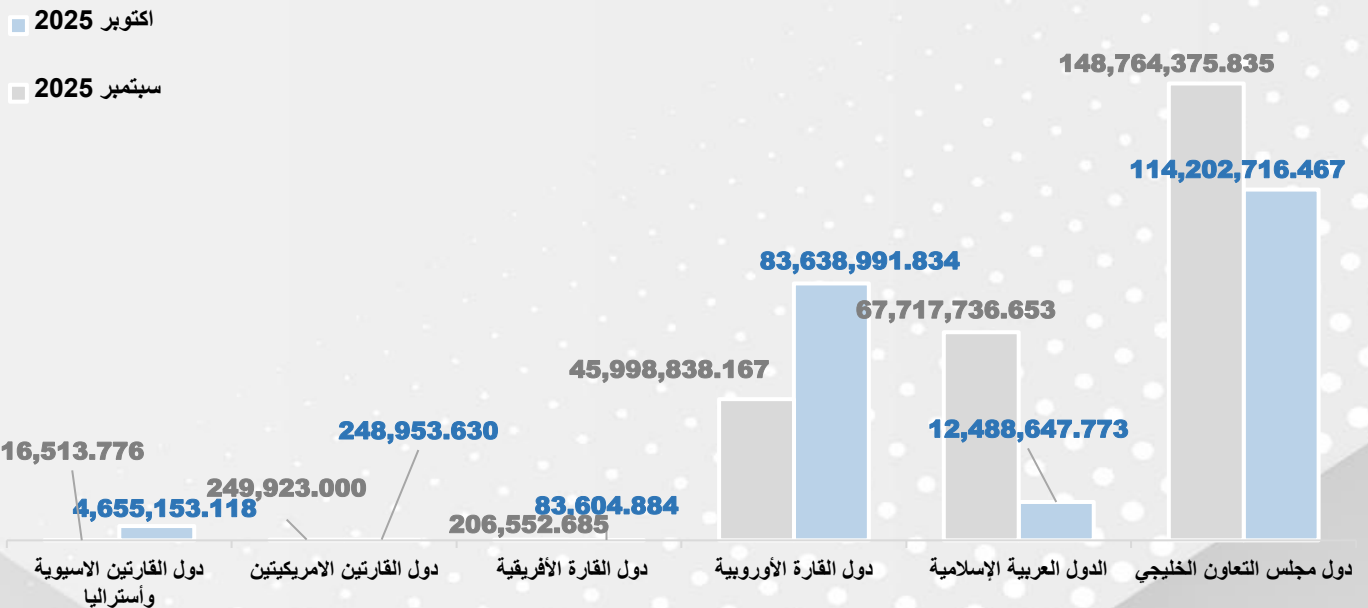 اكتوبر 2025
سبتمبر 2025
148,764,375.835
114,202,716.467
83,638,991.834
67,717,736.653
45,998,838.167
12,488,647.773
248,953.630
16,513.776
249,923.000
4,655,153.118
83,604.884
206,552.685
دول مجلس التعاون الخليجي
الدول العربية الإسلامية
دول القارة الأوروبية
دول القارة الأفريقية
دول القارتين الامريكيتين
دول القارتين الاسيوية
وأستراليا